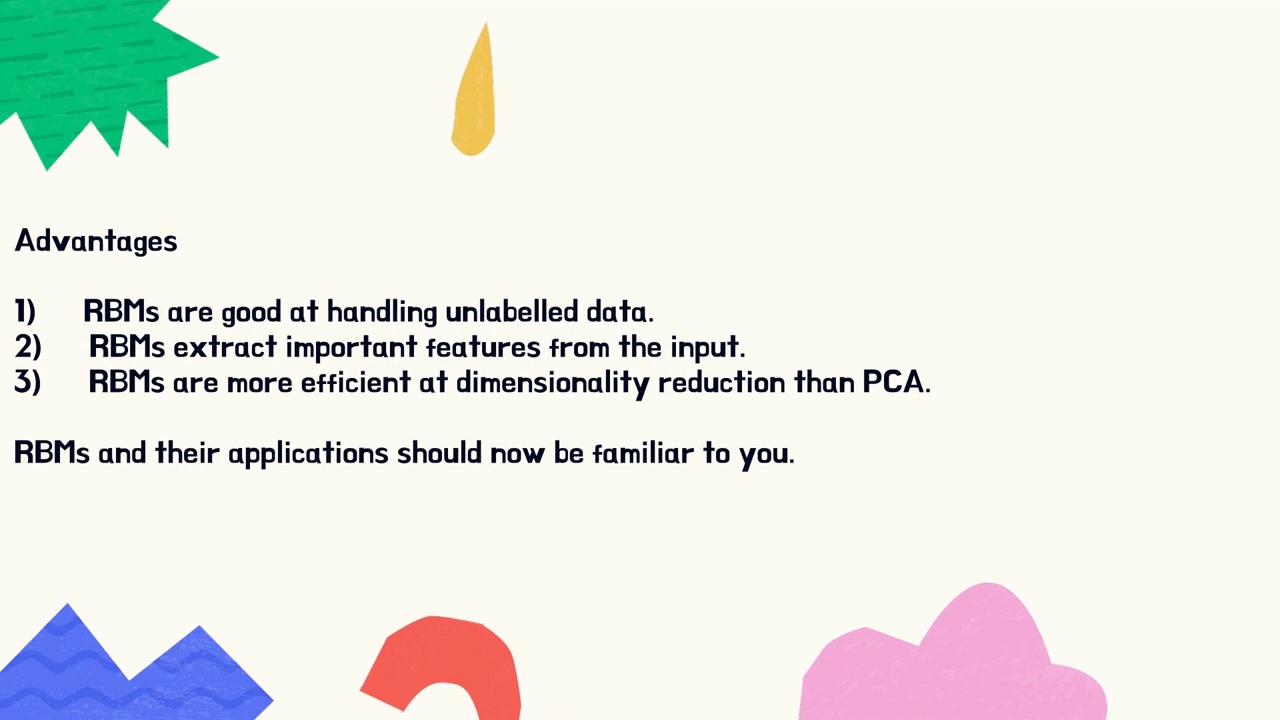 Advantages
1) RBMs are good at handling unlabelled data.
2) RBMs extract important features from the input.
3) RBMs are more efficient at dimensionality reduction than PCA.
RBMs and their applications should now be familiar to you.